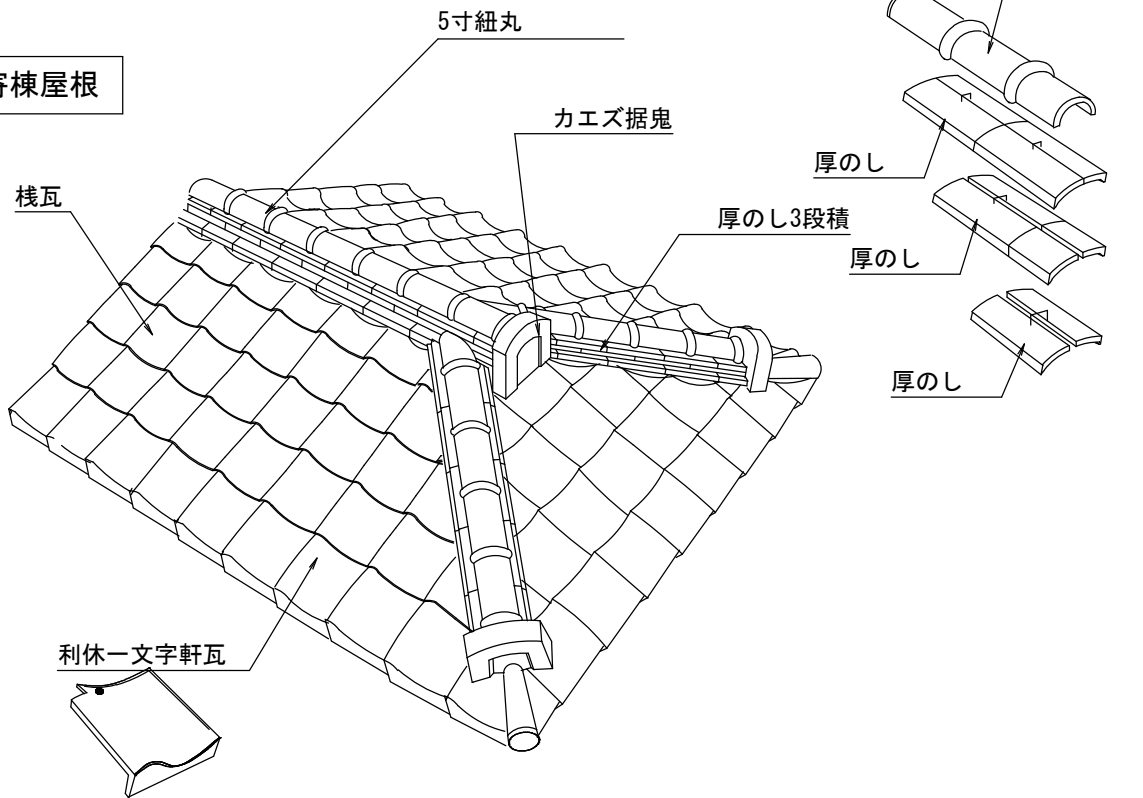 5寸紐丸
寄棟屋根
カエズ据鬼
厚のし
桟瓦
厚のし3段積
厚のし
厚のし
利休一文字軒瓦